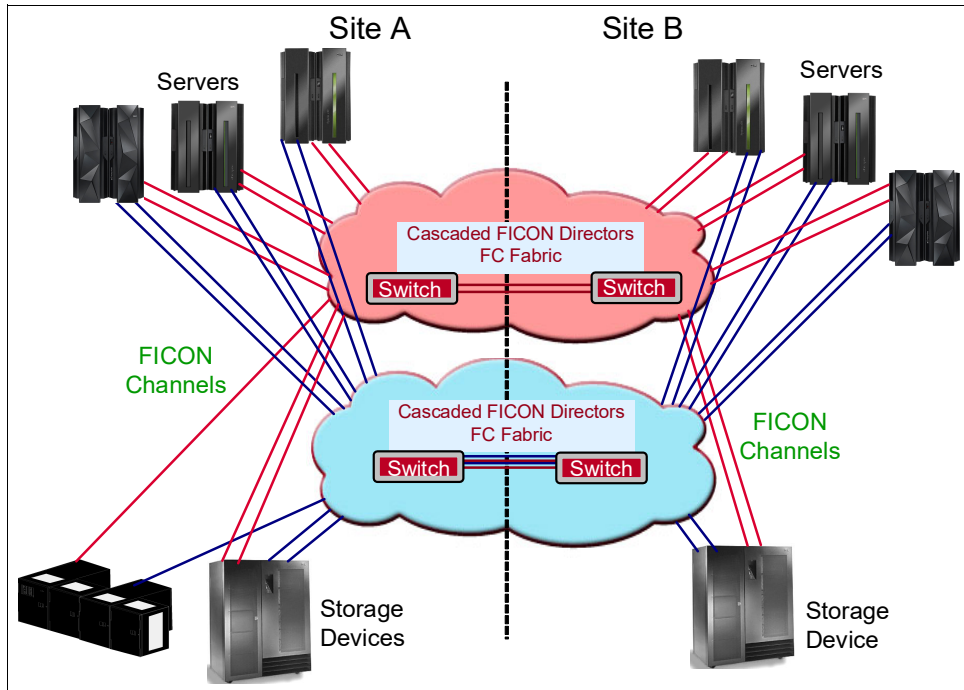 Site A
Site B
Servers
Servers
Cascaded FICON Directors
FC Fabric
Switch
Switch
FICON
Channels
Cascaded FICON Directors
FC Fabric
Switch
Switch
FICON
Channels
Storage
Devices
Storage
Device